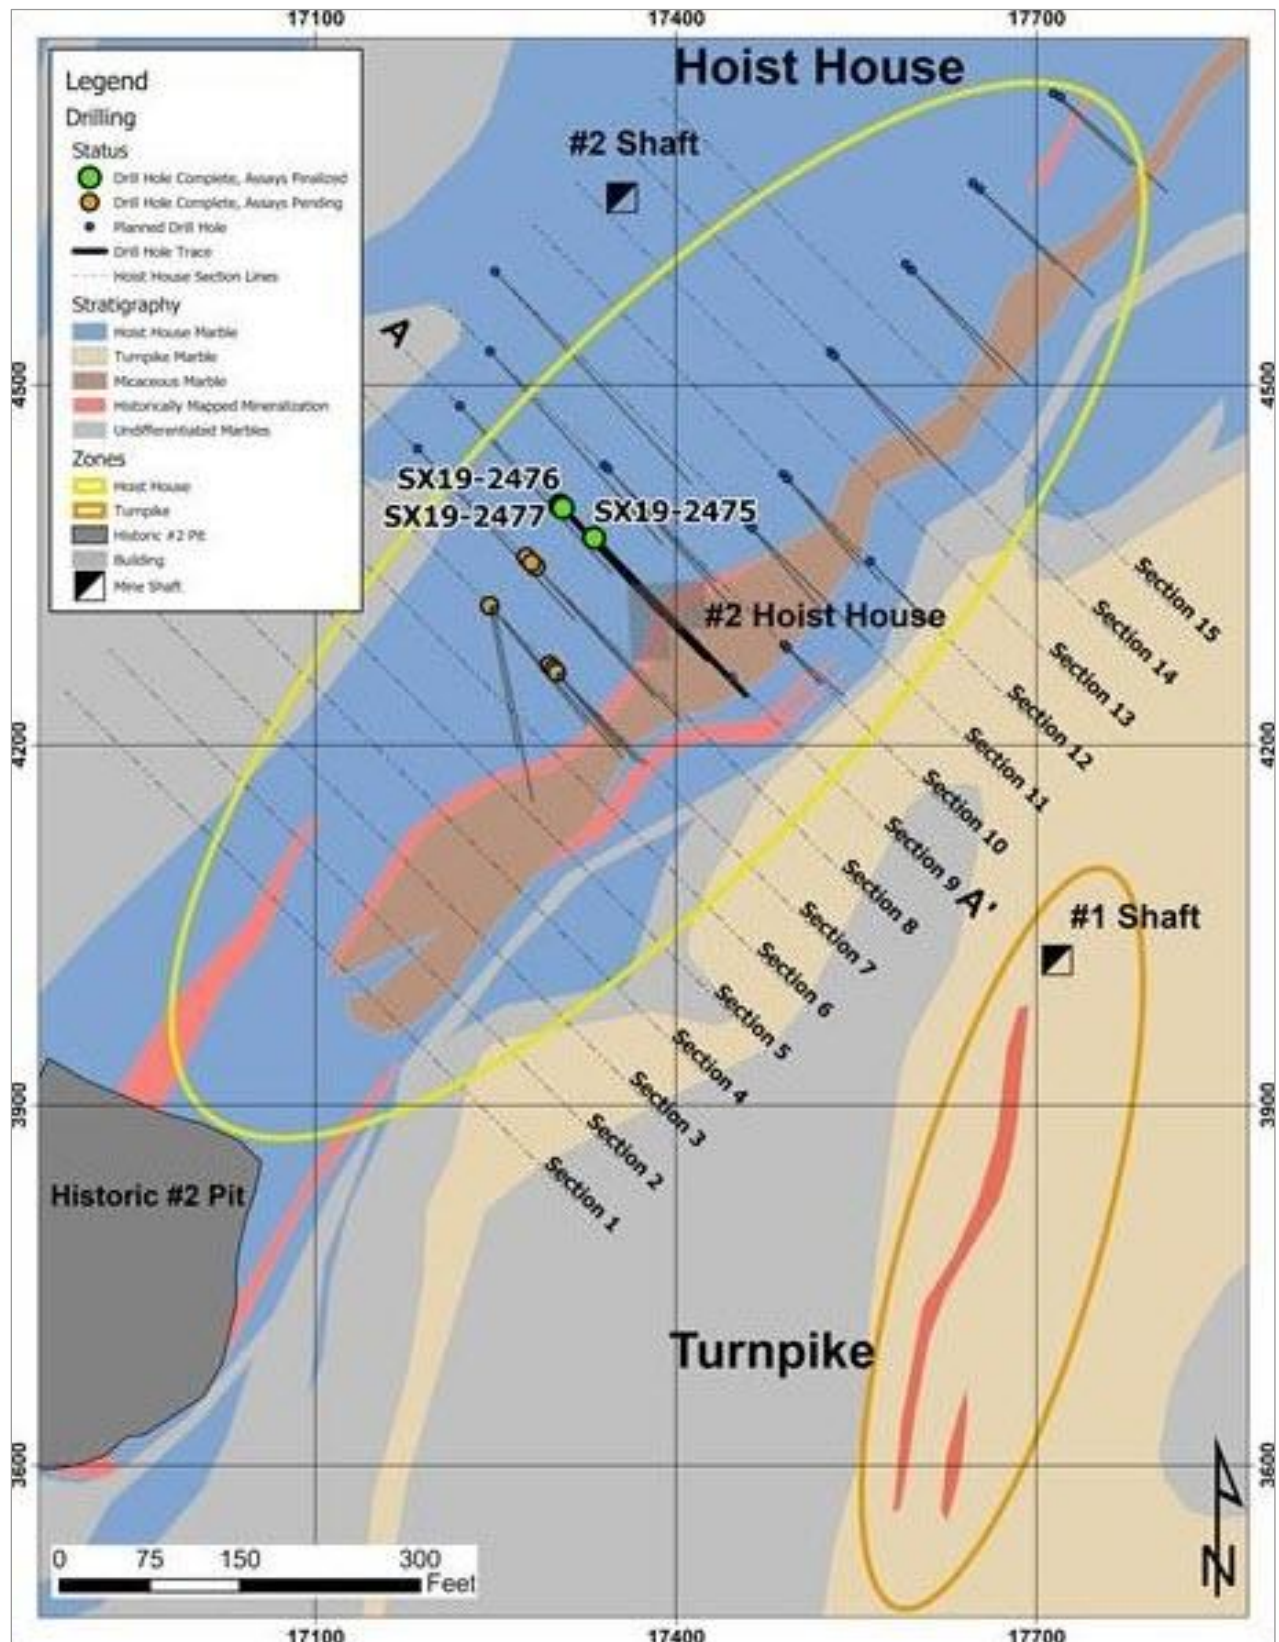 17100 17400 17700
Hoist House
Legend
Drilling
Status
Drill Hole Complete, Assays Finalized
Drill Hole Complete, Assays Pending
Planned Drill Hole
Drill Hole Trace
Hoist House Section Lines
Stratigraphy
Hoist House Marble
Turnpike Marble
Micaceous Marble
Historically Mapped Mineralization
Undifferentiated Marbles
Zones
Hoist House
Turnpike
Historic #2 Pit
Building
Mine Shaft
#2 Shaft
A
4500 4500
SX19-2476
SX19-2477
SX19-2475
#2 Hoist House
4200 4200
Section 15
Section 14
Section 13
Section 12
Section 11
Section 10
Section 9
A'
Section 8
Section 7
Section 6
Section 5
Section 4
Section 3
Section 2
Section 1
#1 Shaft
3900 3900
Historic #2 Pit
Turnpike
3600 3600
0 75 150 300
Feet
N
17100 17400 17700